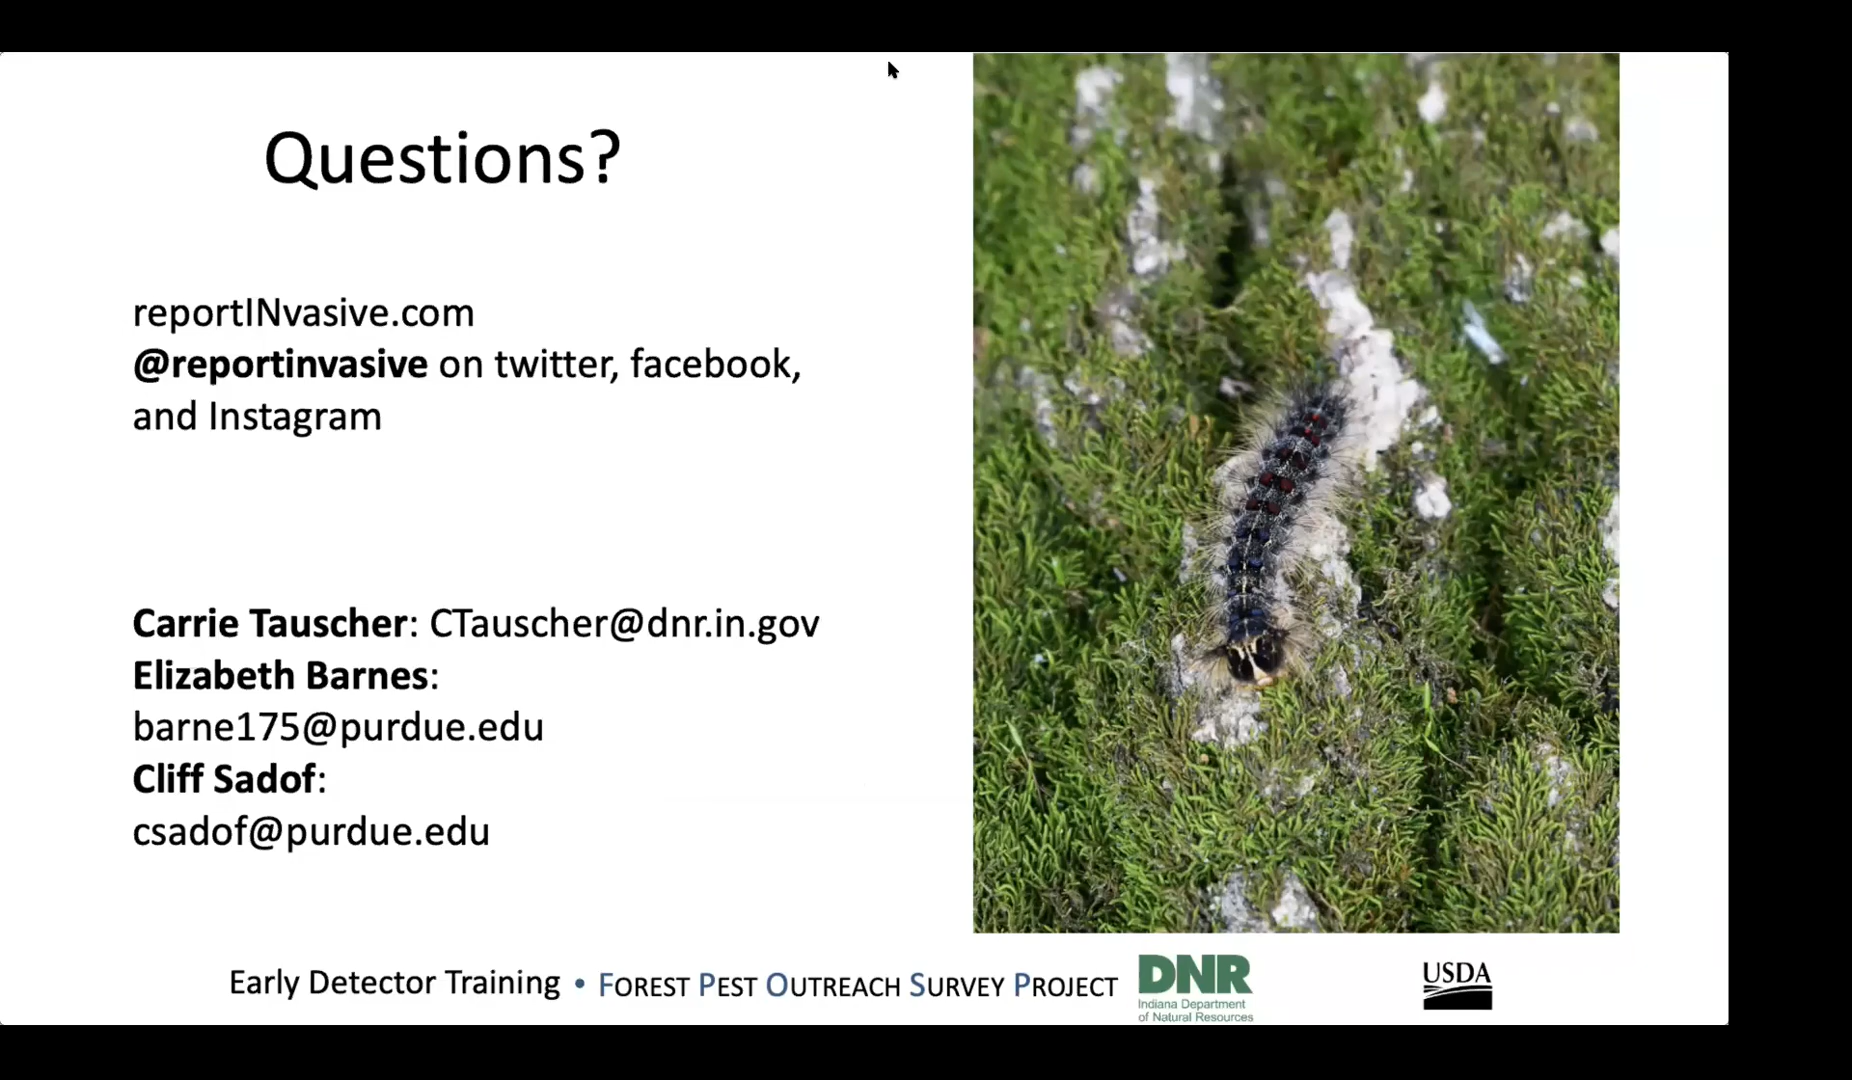 Questions?
reportINvasive.com
@reportinvasive on twitter, facebook,
and Instagram
Carrie Tauscher: CTauscher@dnr.in.gov
Elizabeth Barnes:
barne175@purdue.edu
Cliff Sadof:
csadof@purdue.edu
Early Detector Training • FOREST PEST OUTREACH SURVEY PROJECT
DNR
Indiana Department
of Natural Resources
USDA